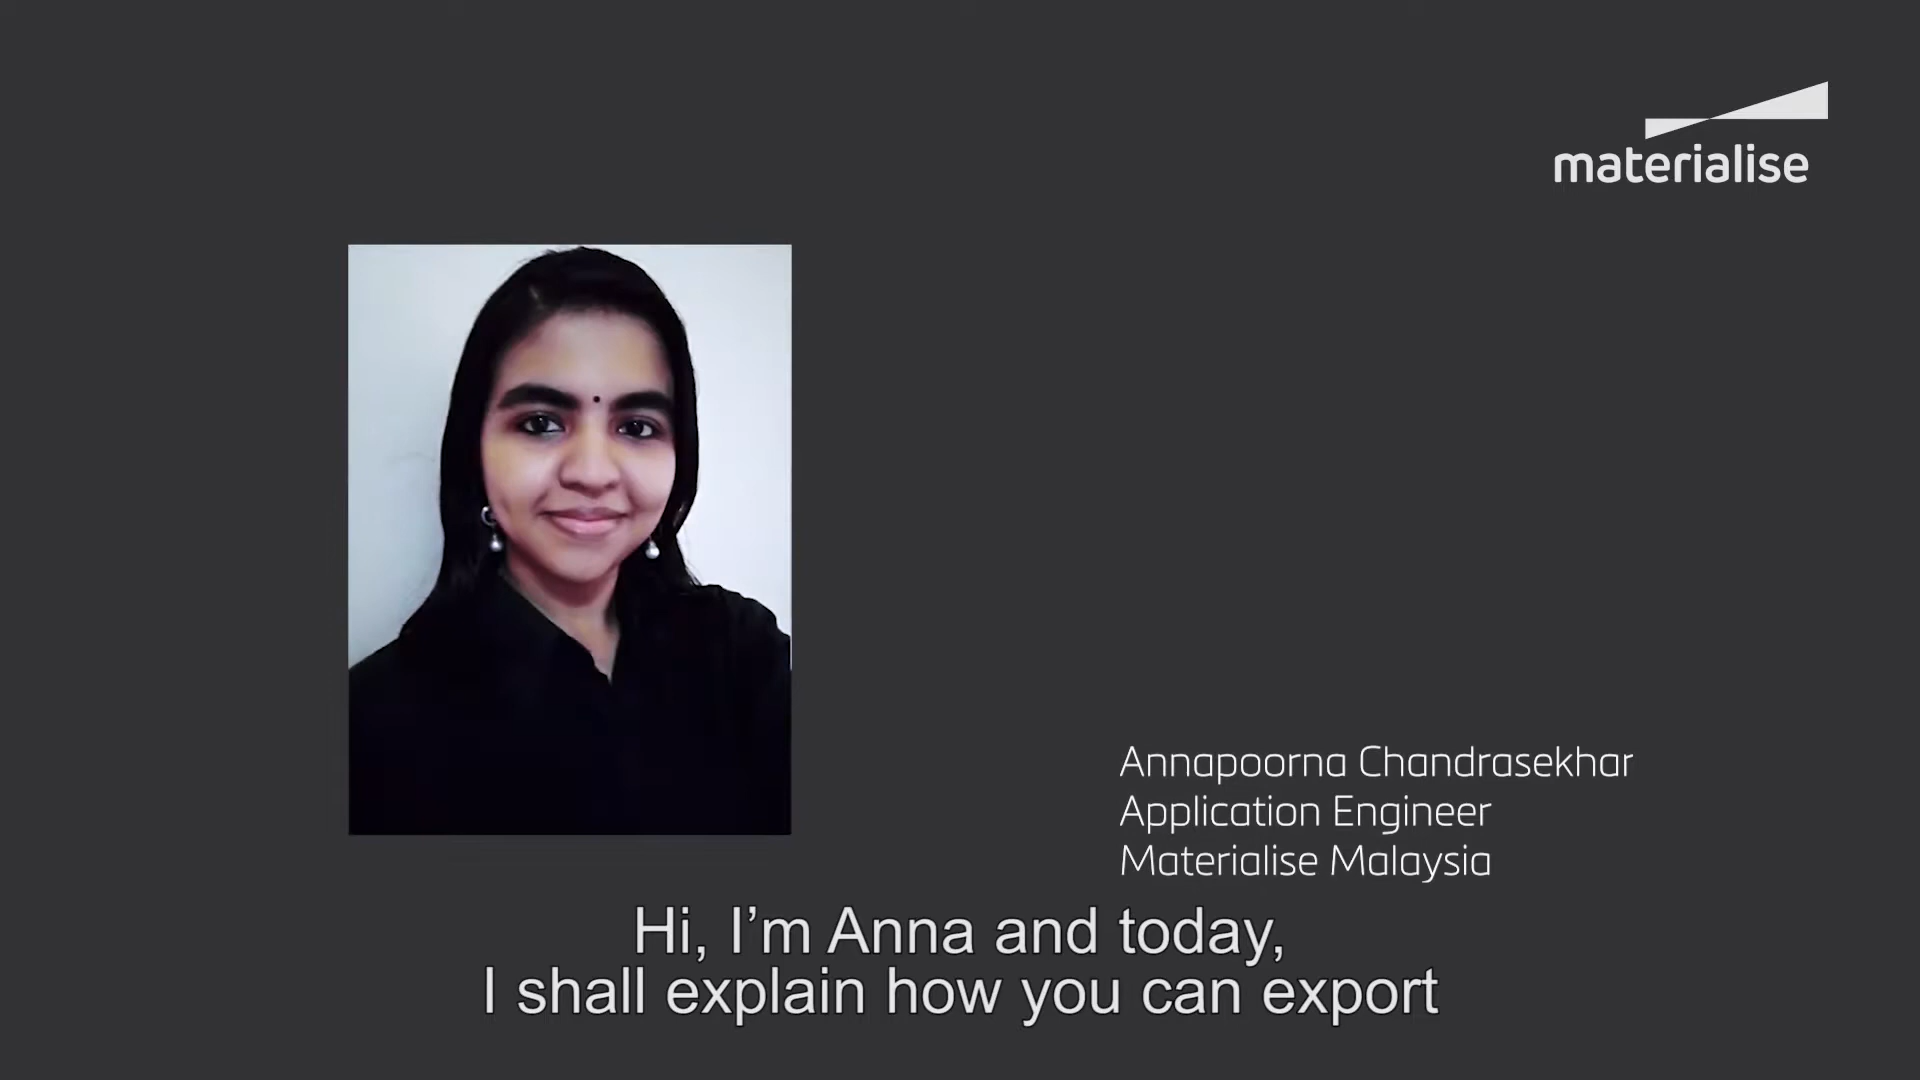 materialise
Annapoorna Chandrasekhar
Application Engineer
Materialise Malaysia
Hi, I’m Anna and today,
I shall explain how you can export